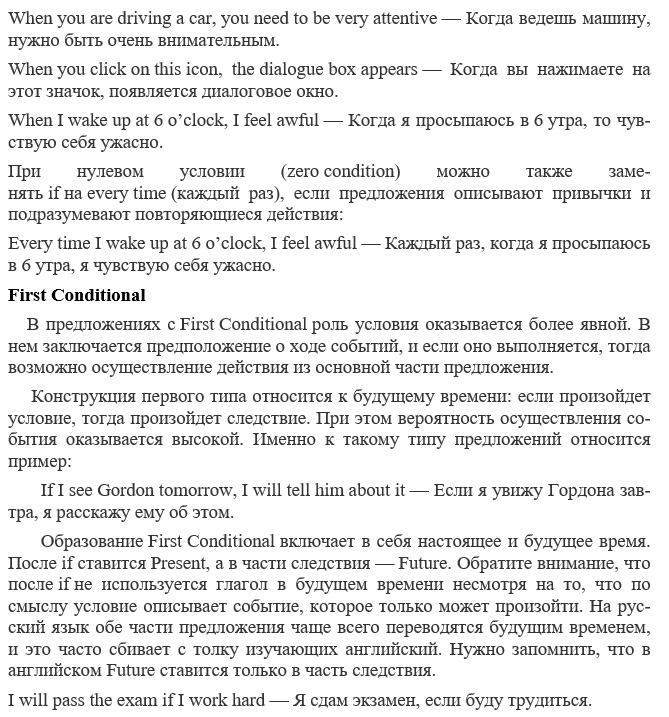 When you are driving a car, you need to be very attentive — Когда ведешь машину,
нужно быть очень внимательным.
When you click on this icon, the dialogue box appears — Когда вы нажимаете на
этот значок, появляется диалоговое окно.
When I wake up at 6 o’clock, I feel awful — Когда я просыпаюсь в 6 утра, то чув-
ствую себя ужасно.
При нулевом условии (zero condition) можно также заме-
нять if на every time (каждый раз), если предложения описывают привычки и
подразумевают повторяющиеся действия:
Every time I wake up at 6 o’clock, I feel awful — Каждый раз, когда я просыпаюсь
в 6 утра, я чувствую себя ужасно.
First Conditional
В предложениях с First Conditional роль условия оказывается более явной. В
нем заключается предположение о ходе событий, и если оно выполняется, тогда
возможно осуществление действия из основной части предложения.
Конструкция первого типа относится к будущему времени: если произойдет
условие, тогда произойдет следствие. При этом вероятность осуществления со-
бытия оказывается высокой. Именно к такому типу предложений относится
пример:
If I see Gordon tomorrow, I will tell him about it — Если я увижу Гордона зав-
тра, я расскажу ему об этом.
Образование First Conditional включает в себя настоящее и будущее время.
После if ставится Present, а в части следствия — Future. Обратите внимание, что
после if не используется глагол в будущем времени несмотря на то, что по
смыслу условие описывает событие, которое только может произойти. На рус-
ский язык обе части предложения чаще всего переводятся будущим временем,
и это часто сбивает с толку изучающих английский. Нужно запомнить, что в
английском Future ставится только в часть следствия.
I will pass the exam if I work hard — Я сдам экзамен, если буду трудиться.